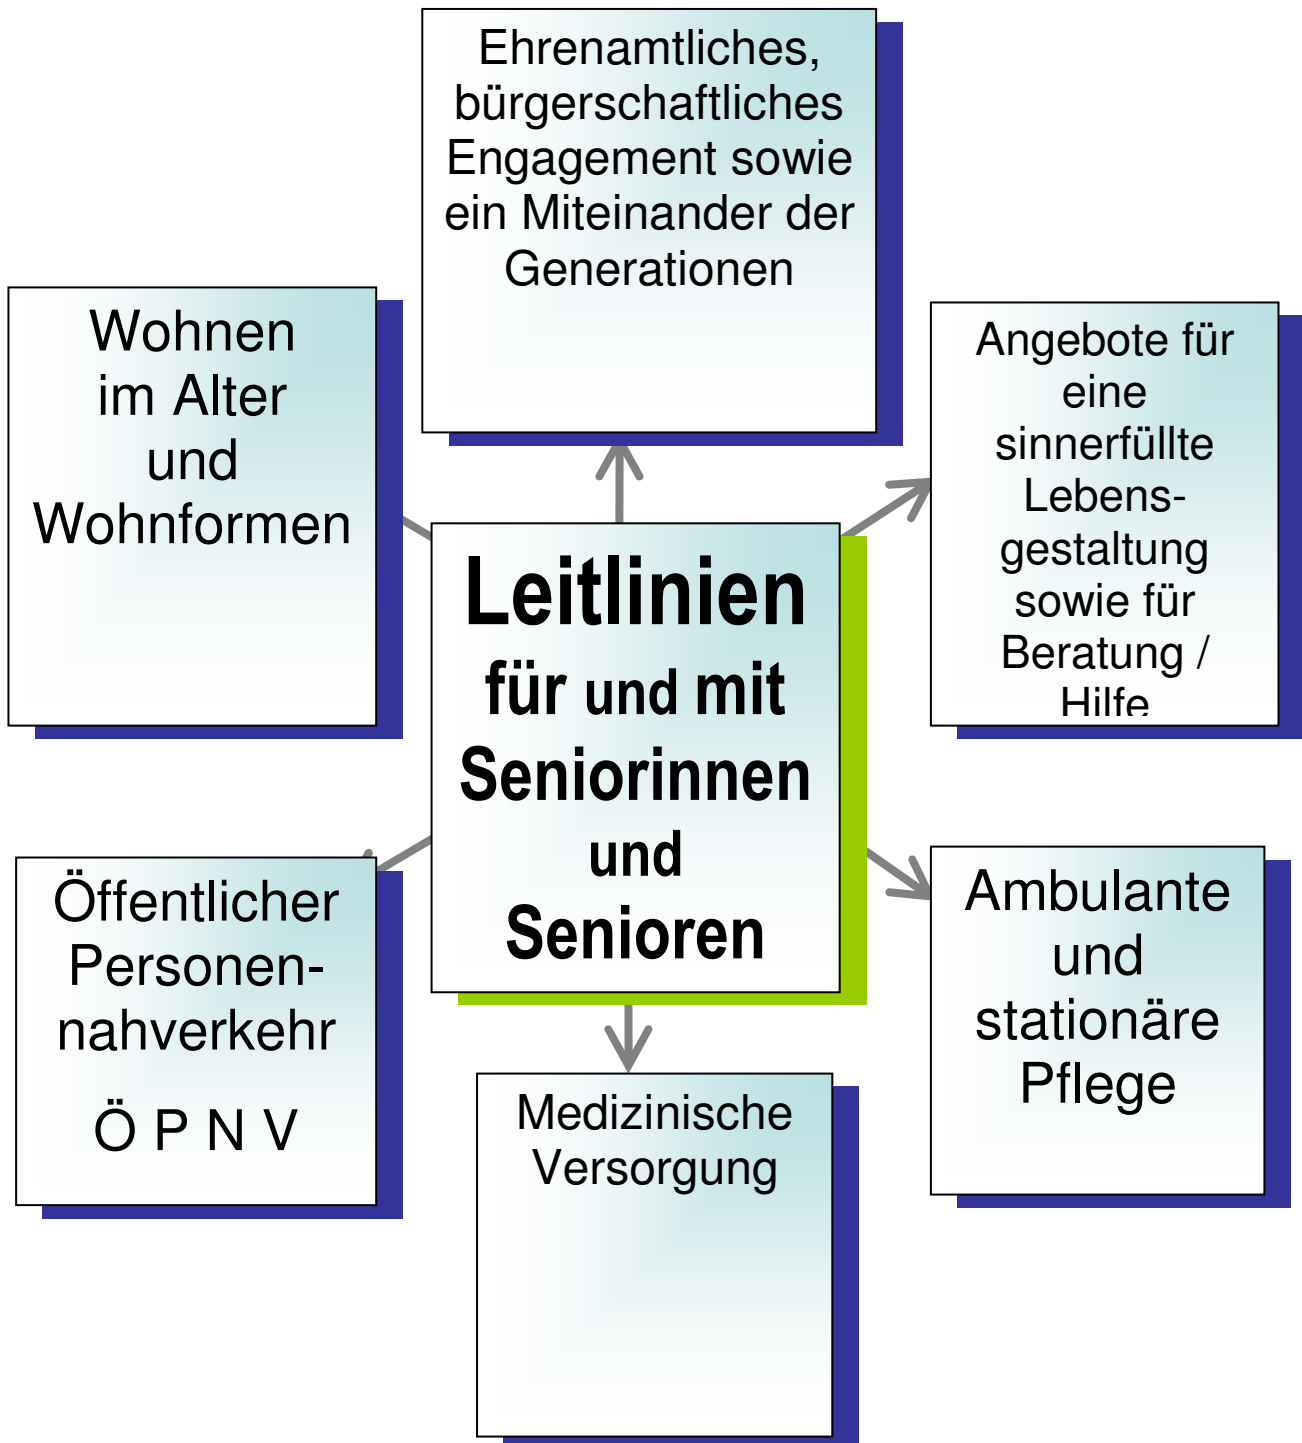 Ehrenamtliches,
bürgerschaftliches
Engagement sowie
ein Miteinander der
Generationen
Wohnen
im Alter
und
Wohnformen
Angebote für
eine
sinnerfüllte
Lebens-
gestaltung
sowie für
Beratung /
Hilfe
Leitlinien
für und mit
Seniorinnen
und
Senioren
Öffentlicher
Personen-
nahverkehr
Ö P N V
Ambulante
und
stationäre
Pflege
Medizinische
Versorgung